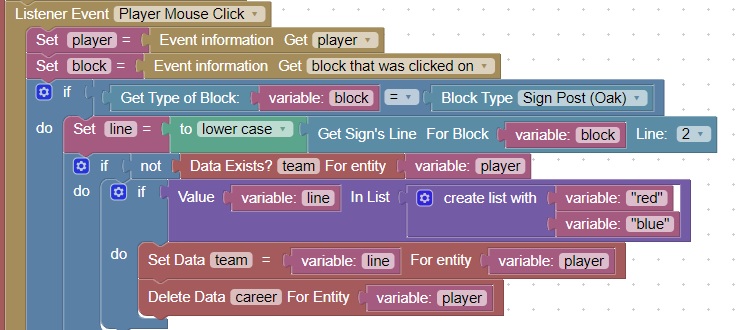 Listener Event Player Mouse Click
Set player = Event information Get player
Set block = Event information Get block that was clicked on
if Get Type of Block: variable: block = Block Type Sign Post (Oak)
do Set line = to lower case Get Sign's Line For Block variable: block Line: 2
if not Data Exists? team For entity variable: player
do if Value variable: line In List create list with variable: "red"
variable: "blue"
do Set Data team = variable: line For entity variable: player
Delete Data career For Entity variable: player